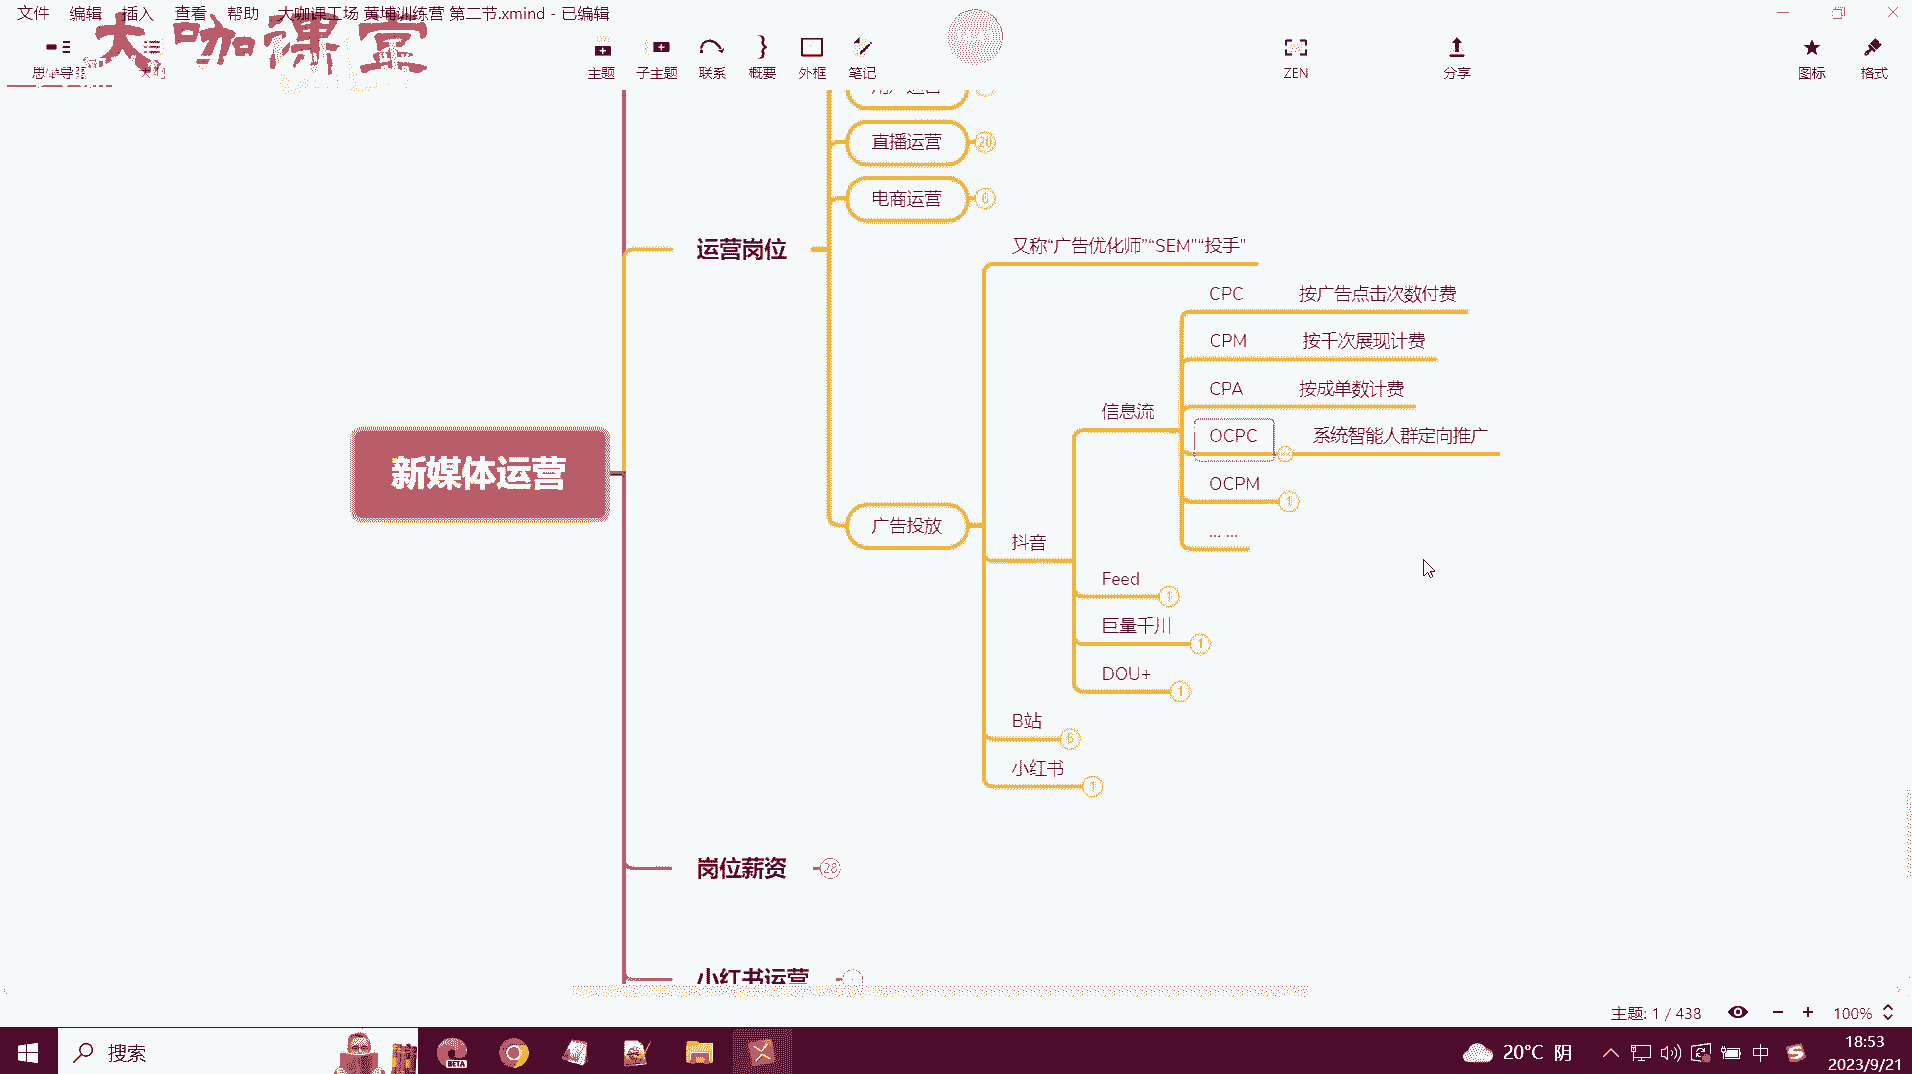 文件 编辑 插入 查看 帮助 大咖课工场 黄埔训练营 第二节.xmind - 已编辑
大咖课堂
主题 子主题 联系 概要 外框 笔记 ZEN 分享 图标 格式
直播运营 20
电商运营 6
运营岗位
又称“广告优化师”“SEM”“投手”
CPC 按广告点击次数付费
CPM 按千次展现计费
CPA 按成单数计费
信息流
OCPC 系统智能人群定向推广
新媒体运营
OCPM 1
广告投放
... ...
抖音
Feed 1
巨量千川 1
DOU+ 1
B站 6
小红书 1
岗位薪资 28
小红书运营
主题: 1 / 438 100%
搜索
BETA
20°C 阴
中
18:53
2023/9/21